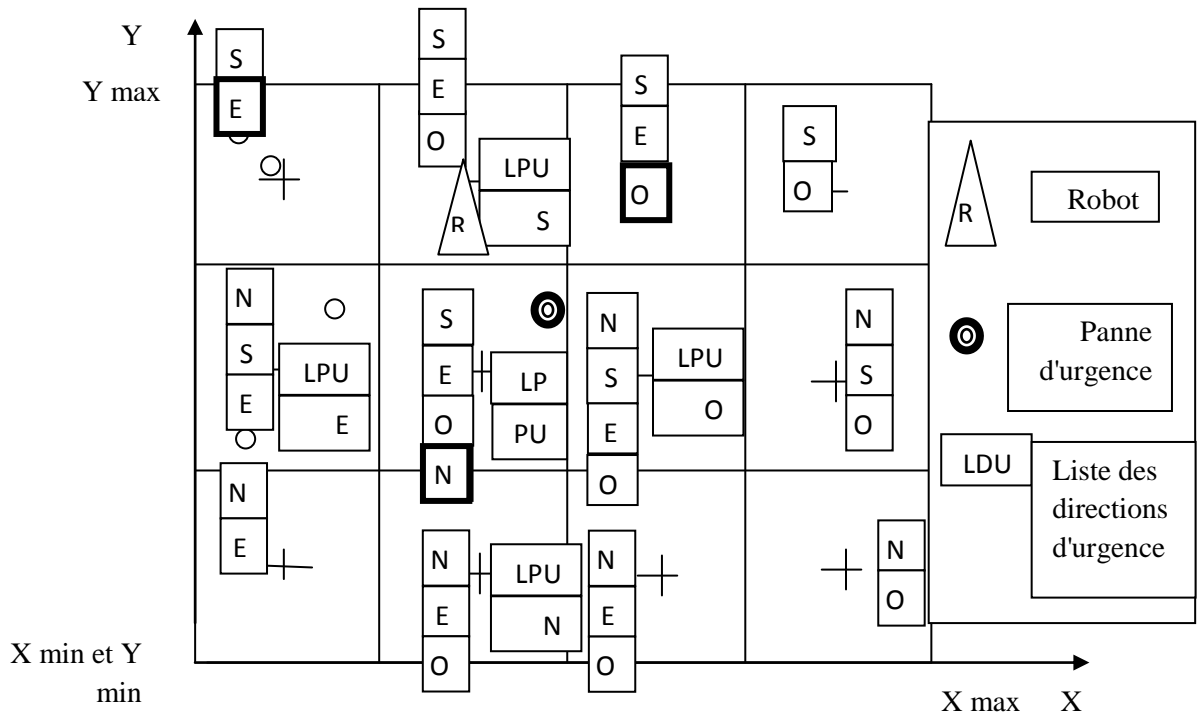 Y
Y max
S
E
S
E
O
LPU
S
R
S
E
O
S
O
R
Robot
N
S
E
LPU
E
S
E
O
N
LP
PU
O
N
S
E
O
LPU
O
N
S
O
O
Panne
d'urgence
LDU
Liste des
directions
d'urgence
N
E
N
E
O
LPU
N
N
E
O
N
O
X min et Y
min
X max
X